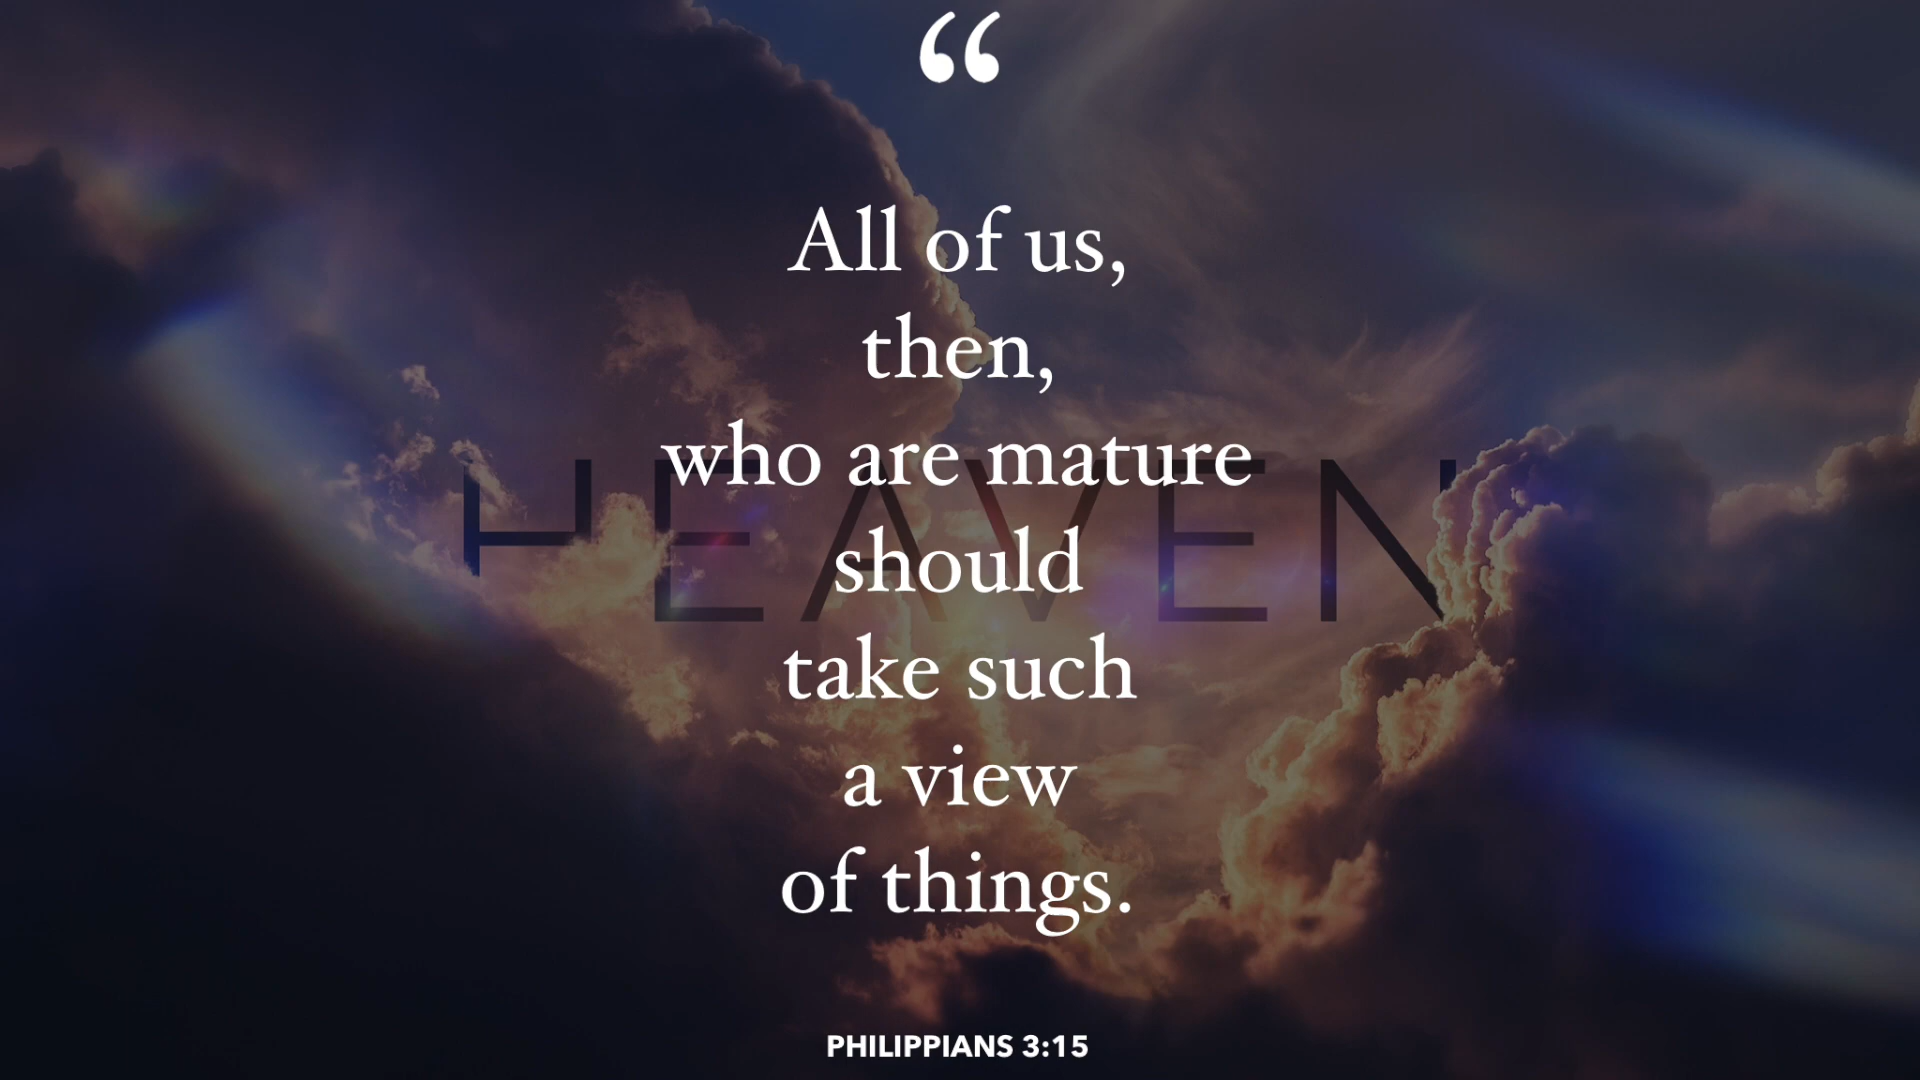 “
All of us,
then,
who are mature
HEAVEN
should
take such
a view
of things.
PHILIPPIANS 3:15